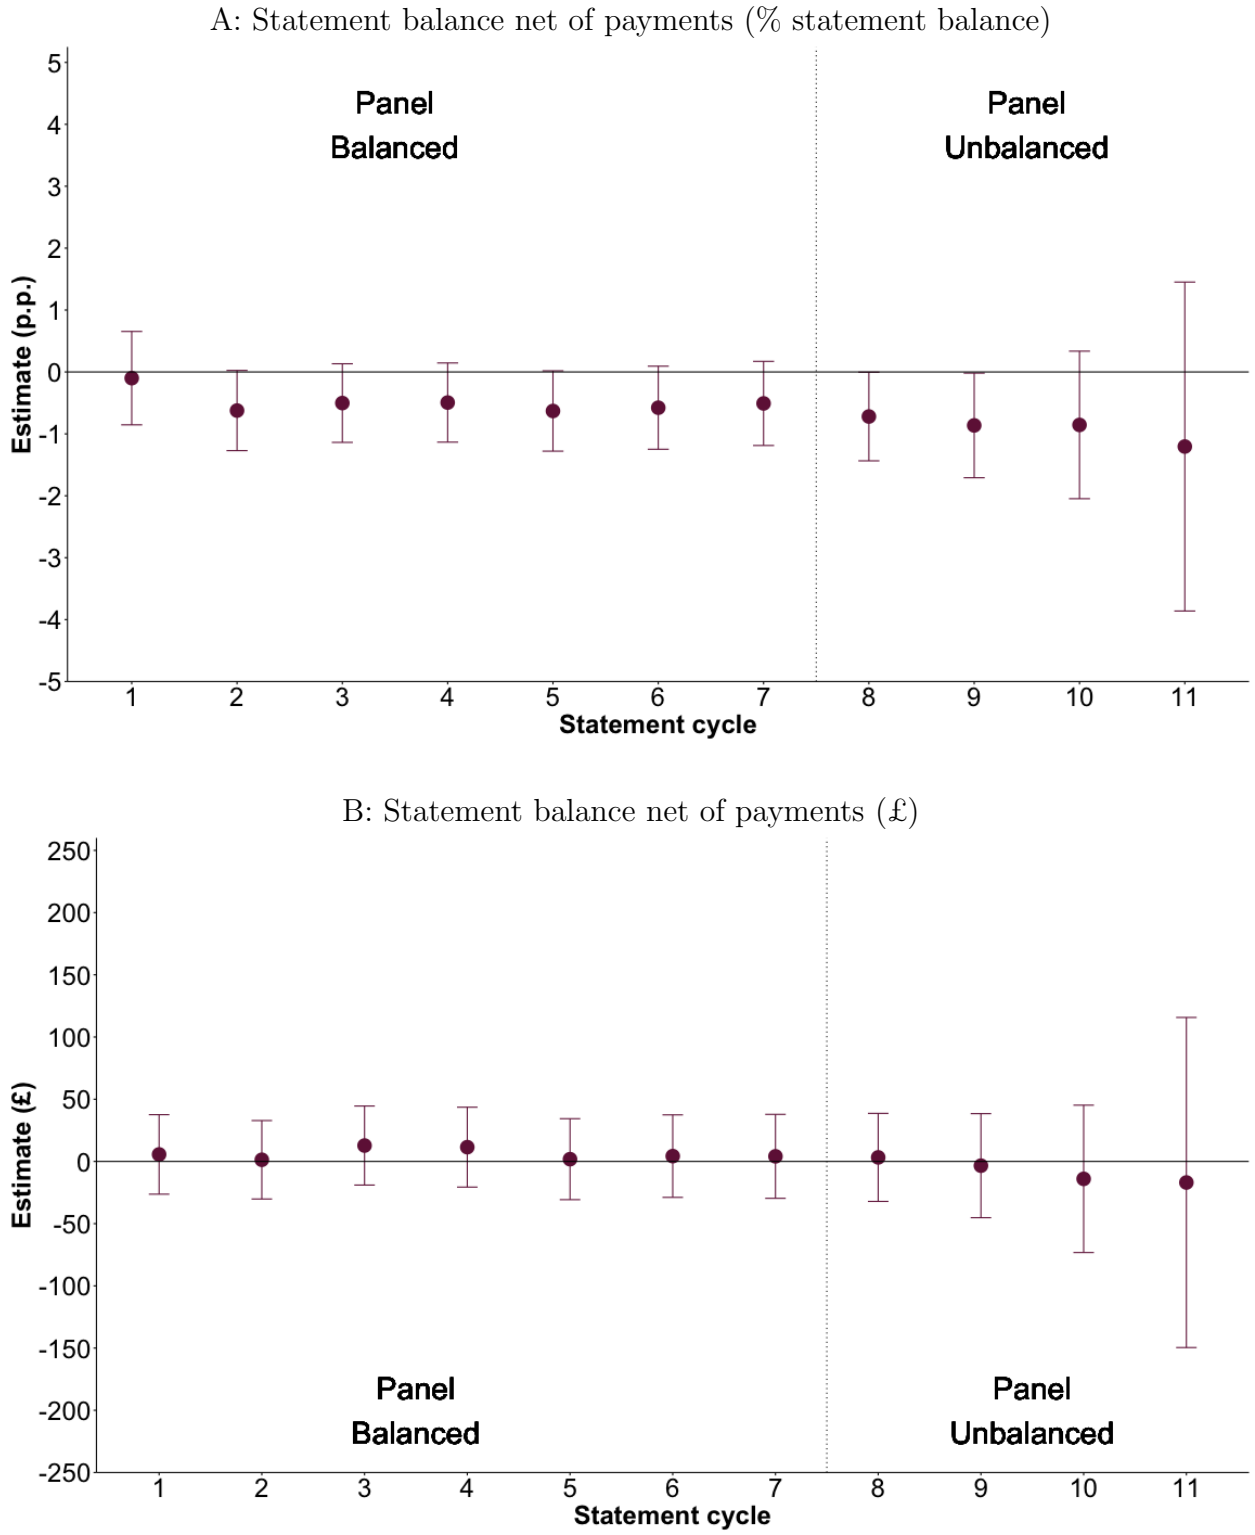 A: Statement balance net of payments (% statement balance)
5
4
3
2
1
0
-1
-2
-3
-4
-5
Estimate (p.p.)
Panel
Balanced
Panel
Unbalanced
1 2 3 4 5 6 7 8 9 10 11
Statement cycle
B: Statement balance net of payments (£)
250
200
150
100
50
0
-50
-100
-150
-200
-250
Estimate (£)
Panel
Balanced
Panel
Unbalanced
1 2 3 4 5 6 7 8 9 10 11
Statement cycle